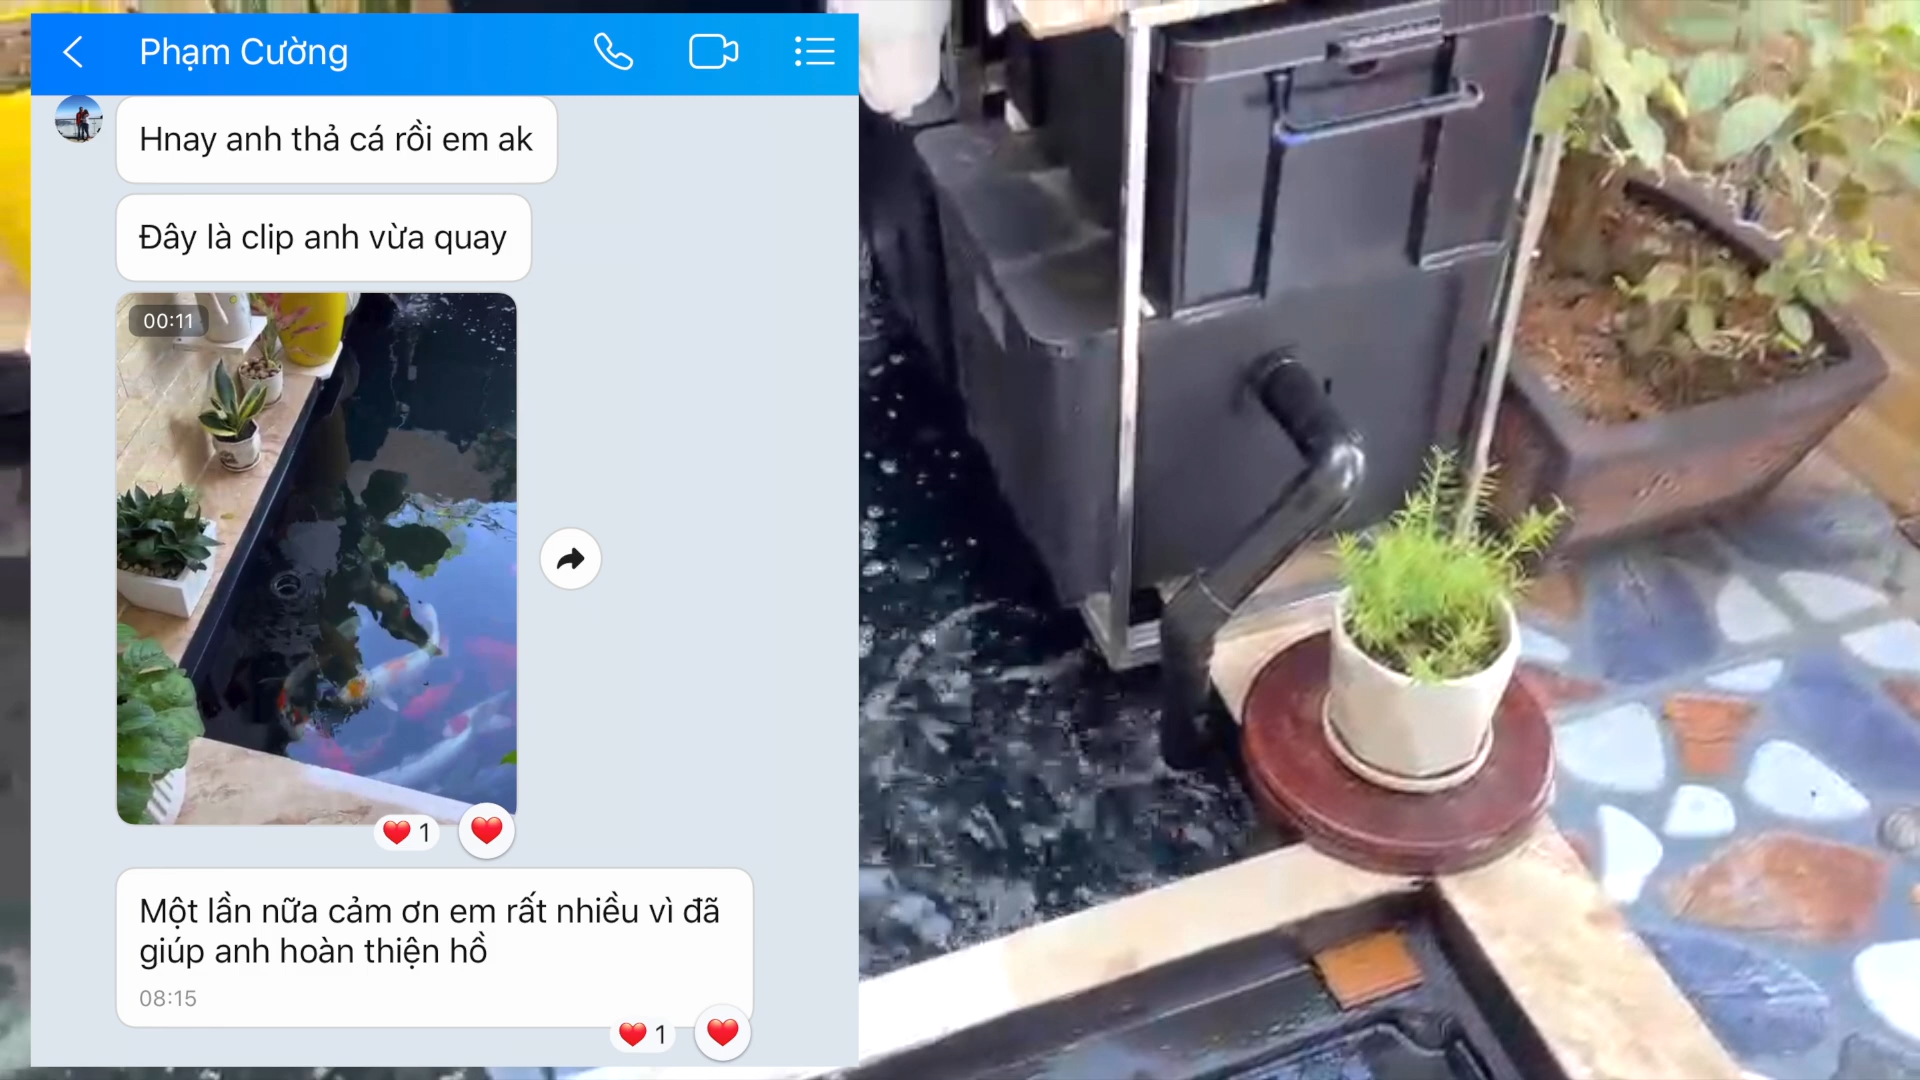 Phạm Cường
Hnay anh thả cá rồi em ak
Đây là clip anh vừa quay
00:11
1
Một lần nữa cảm ơn em rất nhiều vì đã
giúp anh hoàn thiện hồ
08:15
1